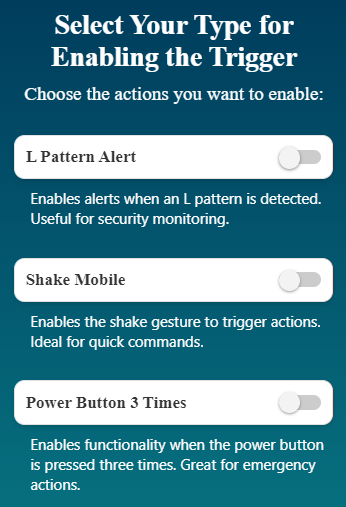 Select Your Type for
Enabling the Trigger
Choose the actions you want to enable:
L Pattern Alert
Enables alerts when an L pattern is detected.
Useful for security monitoring.
Shake Mobile
Enables the shake gesture to trigger actions.
Ideal for quick commands.
Power Button 3 Times
Enables functionality when the power button
is pressed three times. Great for emergency
actions.